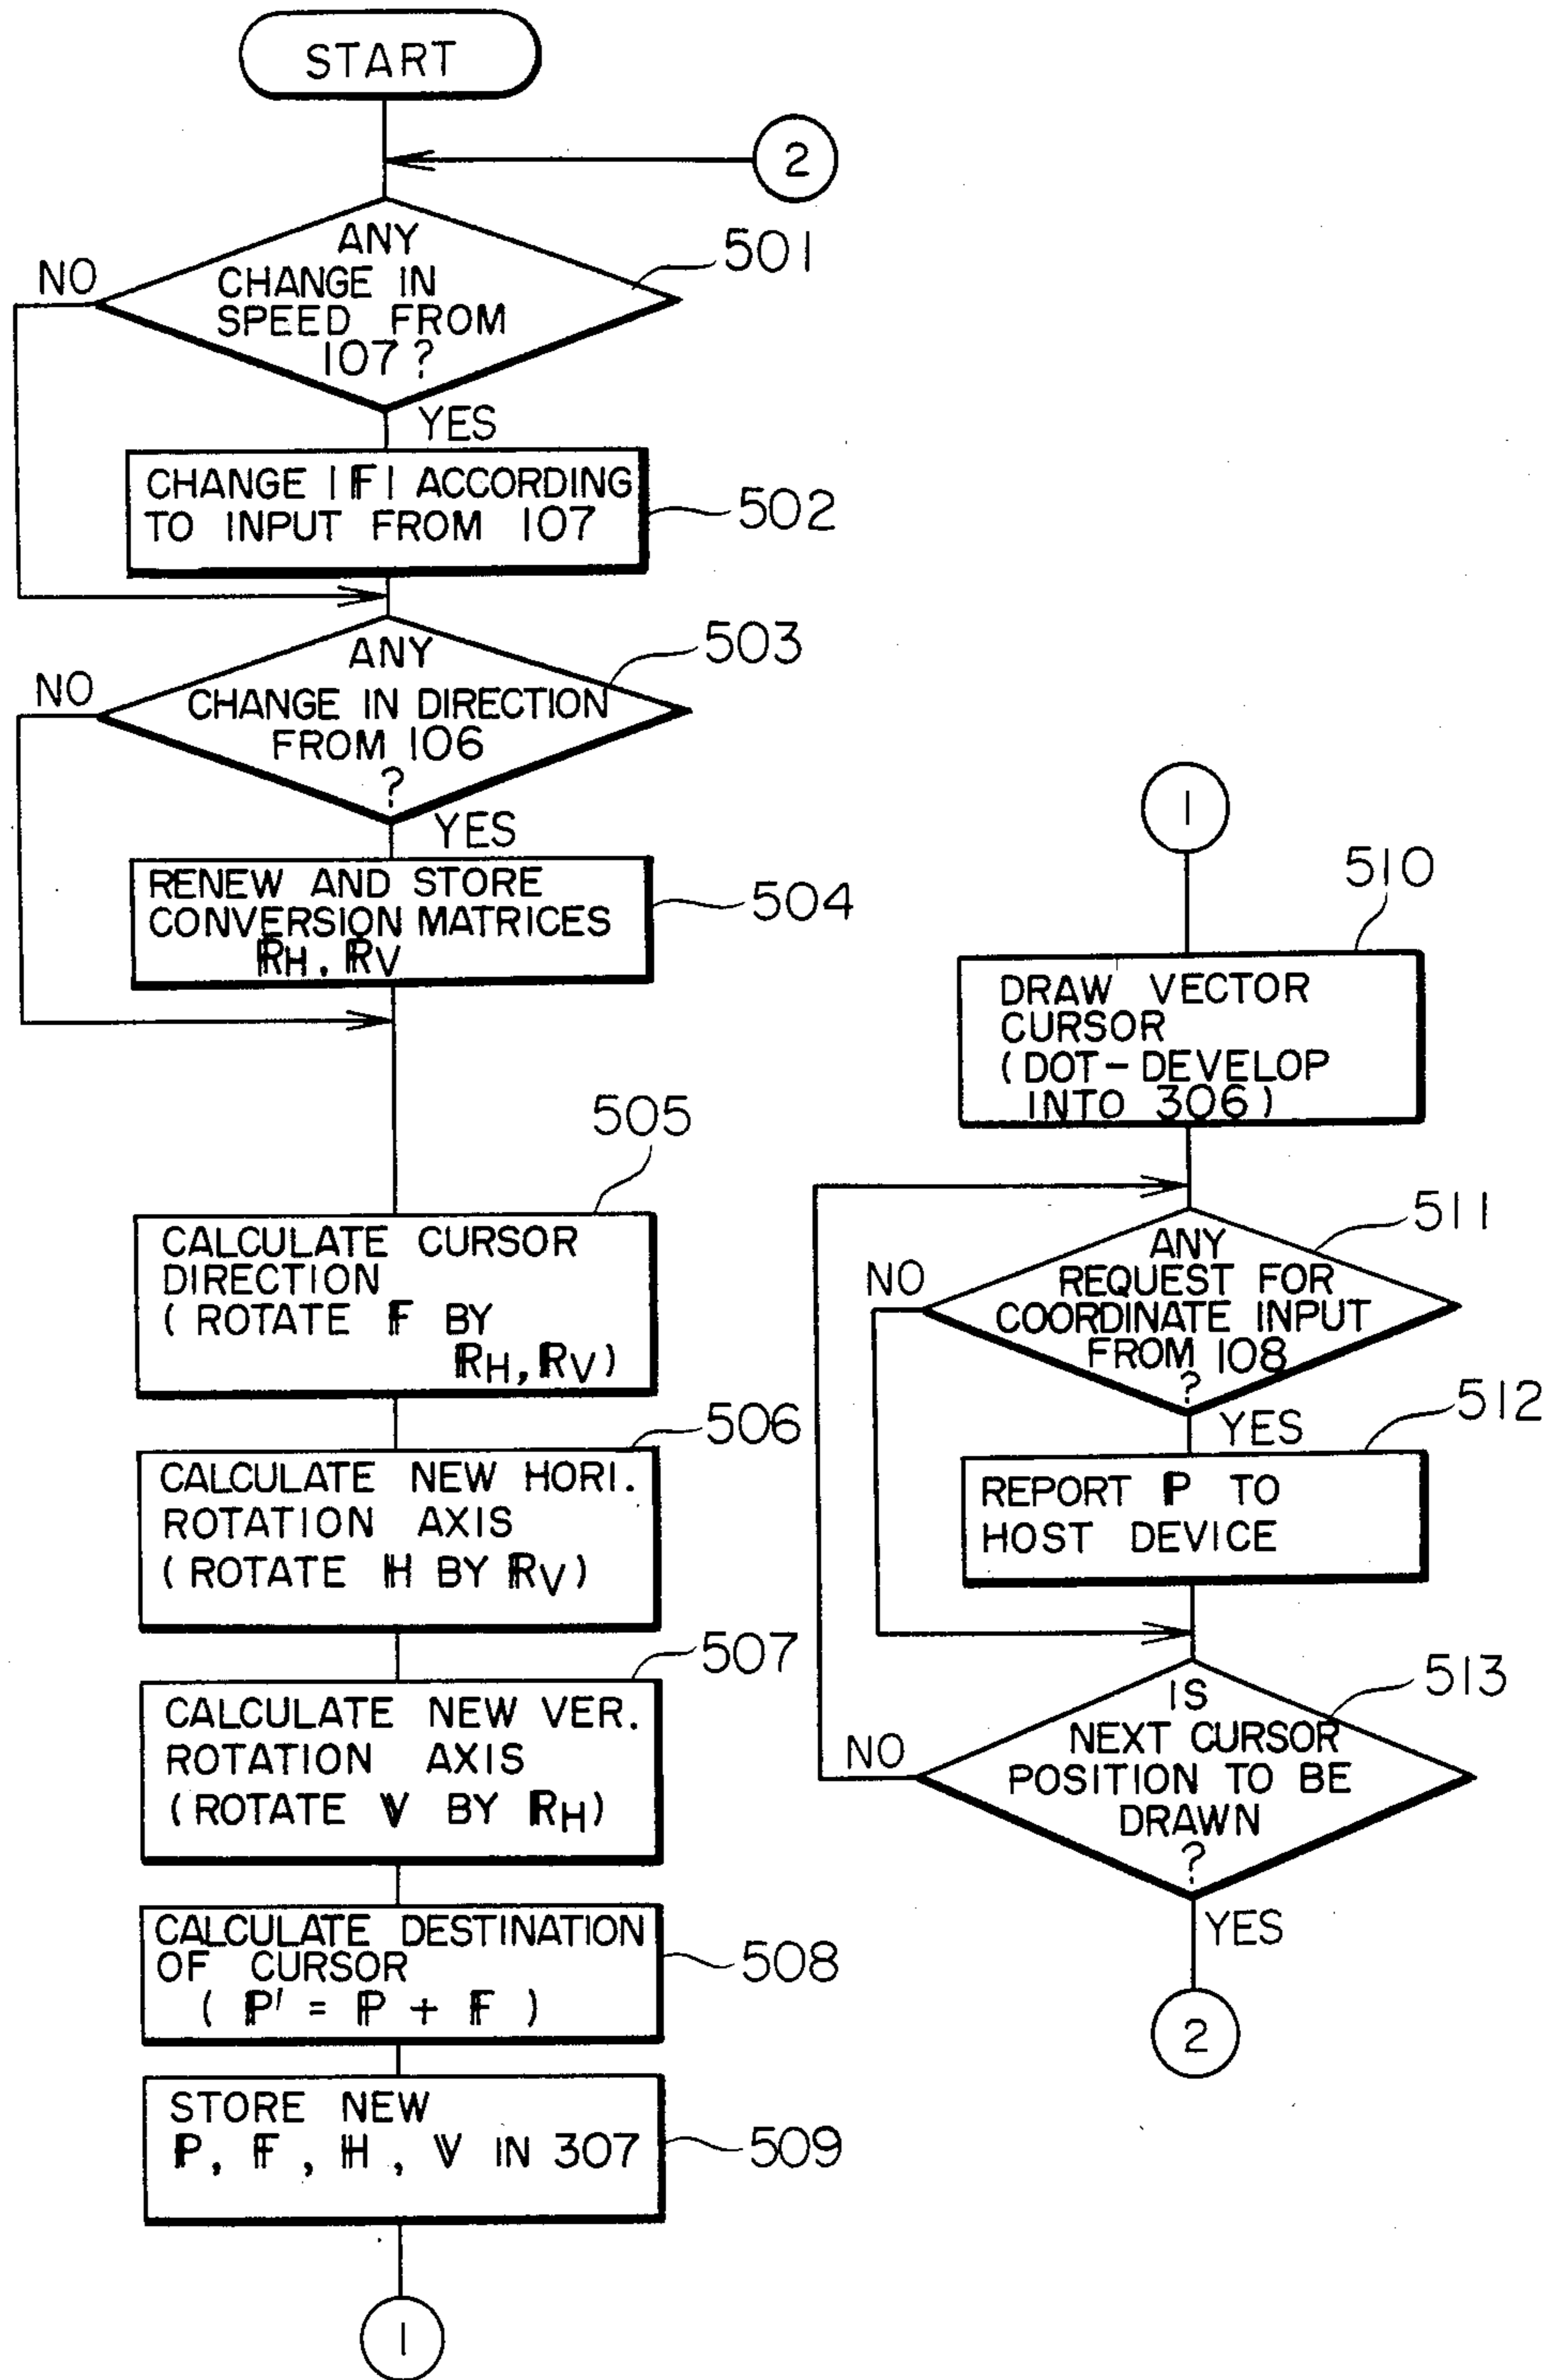 START
2
ANY
CHANGE IN
SPEED FROM
107?
501
NO
YES
CHANGE |𝔽| ACCORDING
TO INPUT FROM 107
502
ANY
CHANGE IN DIRECTION
FROM 106
?
503
NO
YES
RENEW AND STORE
CONVERSION MATRICES
ℝH, ℝV
504
505
CALCULATE CURSOR
DIRECTION
(ROTATE 𝔽 BY
ℝH, ℝV)
506
CALCULATE NEW HORI.
ROTATION AXIS
(ROTATE ℍ BY ℝV)
507
CALCULATE NEW VER.
ROTATION AXIS
(ROTATE 𝕍 BY ℝH)
CALCULATE DESTINATION
OF CURSOR
(ℙ' = ℙ + 𝔽)
508
STORE NEW
ℙ, 𝔽, ℍ, 𝕍 IN 307
509
1
1
510
DRAW VECTOR
CURSOR
(DOT-DEVELOP
INTO 306)
511
ANY
REQUEST FOR
COORDINATE INPUT
FROM 108
?
NO
YES
512
REPORT ℙ TO
HOST DEVICE
513
IS
NEXT CURSOR
POSITION TO BE
DRAWN
?
NO
YES
2